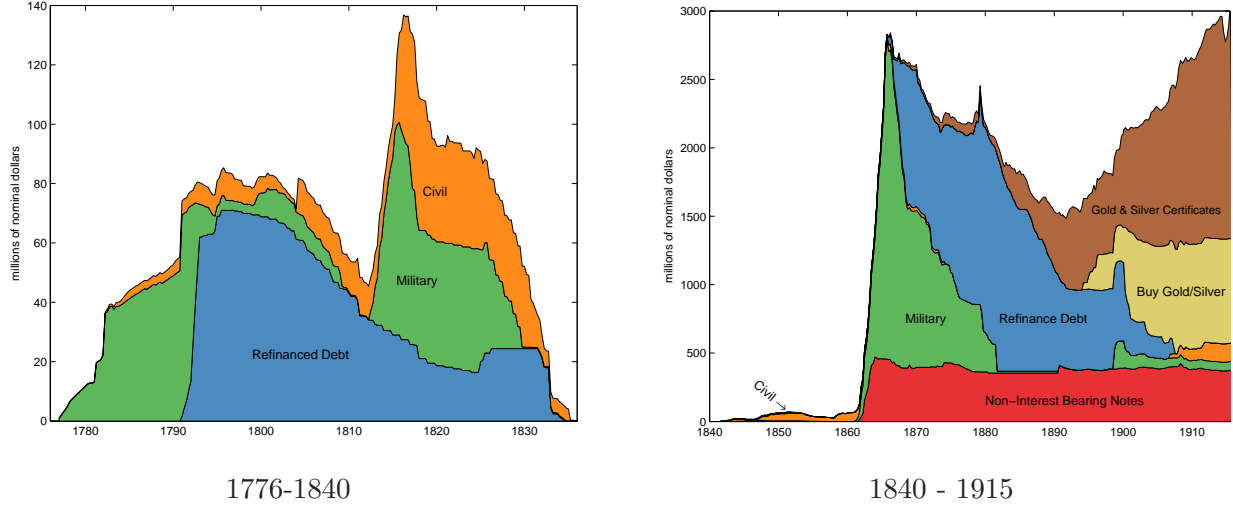 millions of nominal dollars
140
120
100
80
60
40
20
0
Civil
Military
Refinanced Debt
1780 1790 1800 1810 1820 1830
1776-1840
millions of nominal dollars
3000
2500
2000
1500
1000
500
0
Gold & Silver Certificates
Buy Gold/Silver
Military
Refinance Debt
Civil →
Non−Interest Bearing Notes
1840 1850 1860 1870 1880 1890 1900 1910
1840 - 1915